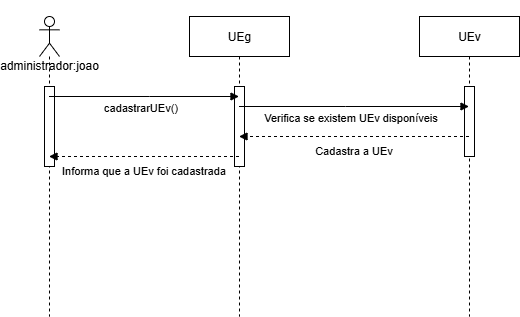 UEg
UEv
administrador:joao
cadastrarUEv()
Verifica se existem UEv disponíveis
Cadastra a UEv
Informa que a UEv foi cadastrada